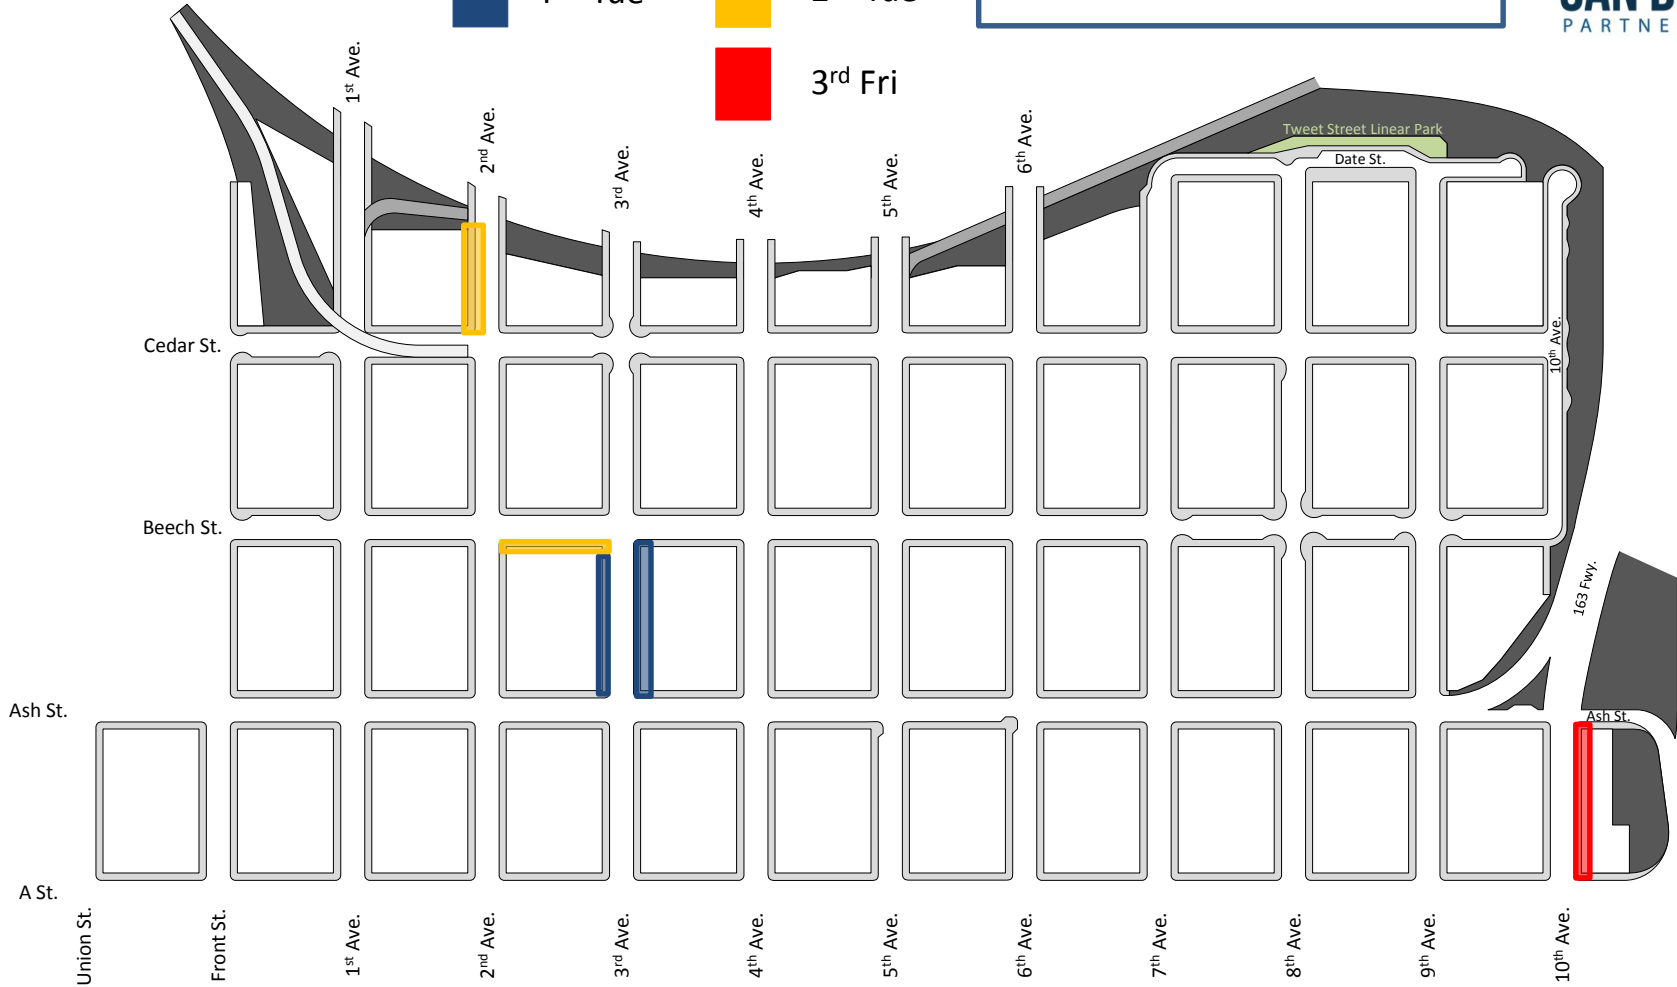 3rd Fri
PARTNE
1st Ave.
2nd Ave.
3rd Ave.
4th Ave.
5th Ave.
6th Ave.
Tweet Street Linear Park
Date St.
10th Ave.
Cedar St.
Beech St.
163 Fwy.
Ash St.
Ash St.
A St.
Union St.
Front St.
1st Ave.
2nd Ave.
3rd Ave.
4th Ave.
5th Ave.
6th Ave.
7th Ave.
8th Ave.
9th Ave.
10th Ave.